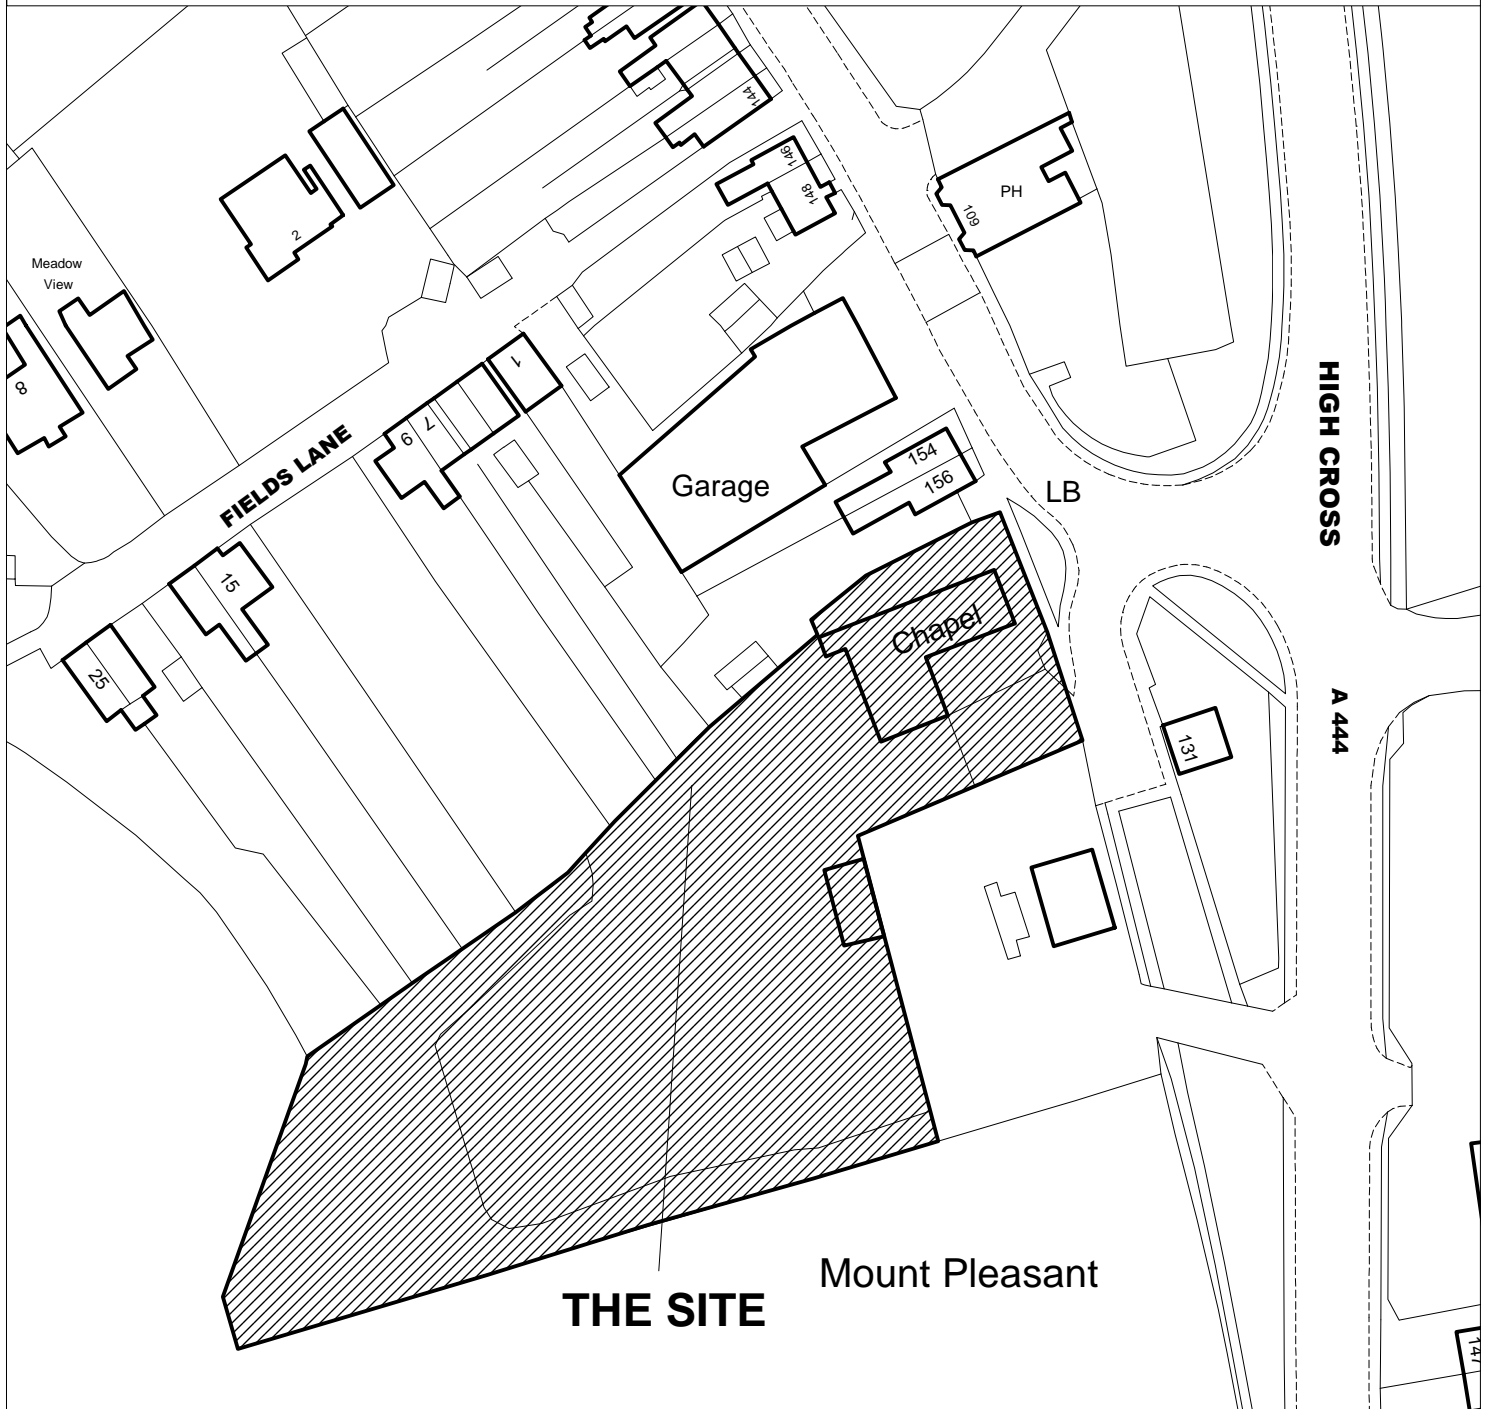 144
146
148
PH
109
2
Meadow
View
1
8
7
9
FIELDS LANE
HIGH CROSS
154
Garage
156
LB
15
Chapel
25
A 444
131
Mount Pleasant
THE SITE
147